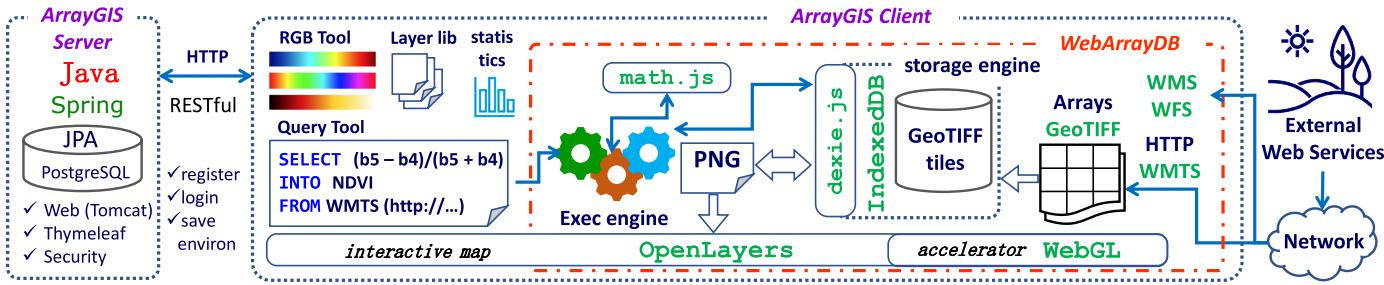 ArrayGIS
Server
Java
Spring
JPA
PostgreSQL
✓ Web (Tomcat)
✓ Thymeleaf
✓ Security
HTTP
RESTful
✓register
✓login
✓save
environ
ArrayGIS Client
RGB Tool
Layer lib
statis
tics
Query Tool
SELECT (b5 – b4)/(b5 + b4)
INTO NDVI
FROM WMTS (http://…)
WebArrayDB
math.js
Exec engine
PNG
dexie.js
IndexedDB
storage engine
GeoTIFF
tiles
Arrays
GeoTIFF
WMS
WFS
HTTP
WMTS
interactive map
OpenLayers
accelerator
WebGL
External
Web Services
Network